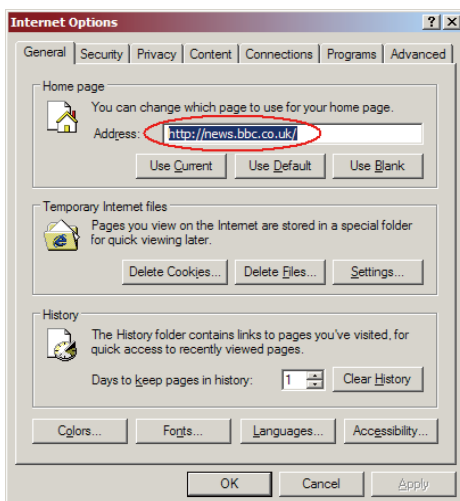 Internet Options
General Security Privacy Content Connections Programs Advanced
Home page
You can change which page to use for your home page.
Address: http://news.bbc.co.uk/
Use Current Use Default Use Blank
Temporary Internet files
Pages you view on the Internet are stored in a special folder
for quick viewing later.
Delete Cookies... Delete Files... Settings...
History
The History folder contains links to pages you've visited, for
quick access to recently viewed pages.
Days to keep pages in history: 1 Clear History
Colors... Fonts... Languages... Accessibility...
OK Cancel Apply